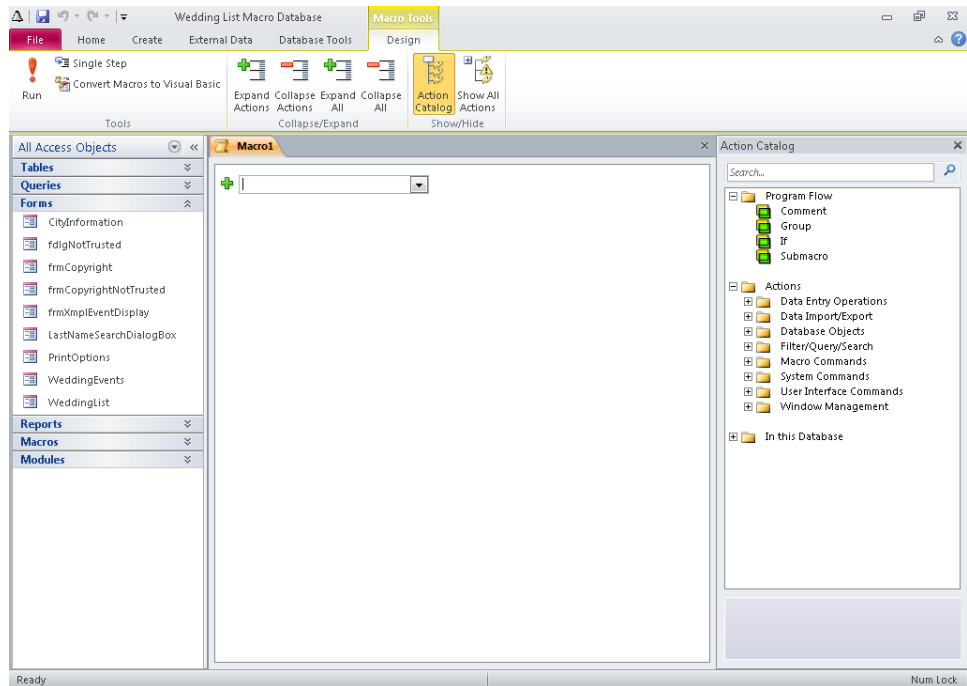 Wedding List Macro Database
Macro Tools
File Home Create External Data Database Tools Design
Run
Single Step
Convert Macros to Visual Basic
Tools
Expand Actions
Collapse Actions
Expand All
Collapse All
Collapse/Expand
Action Catalog
Show All Actions
Show/Hide
All Access Objects
Tables
Queries
Forms
CityInformation
fdlgNotTrusted
frmCopyright
frmCopyrightNotTrusted
frmXmplEventDisplay
LastNameSearchDialogBox
PrintOptions
WeddingEvents
WeddingList
Reports
Macros
Modules
Macro1
Action Catalog
Search...
Program Flow
Comment
Group
If
Submacro
Actions
Data Entry Operations
Data Import/Export
Database Objects
Filter/Query/Search
Macro Commands
System Commands
User Interface Commands
Window Management
In this Database
Ready
Num Lock